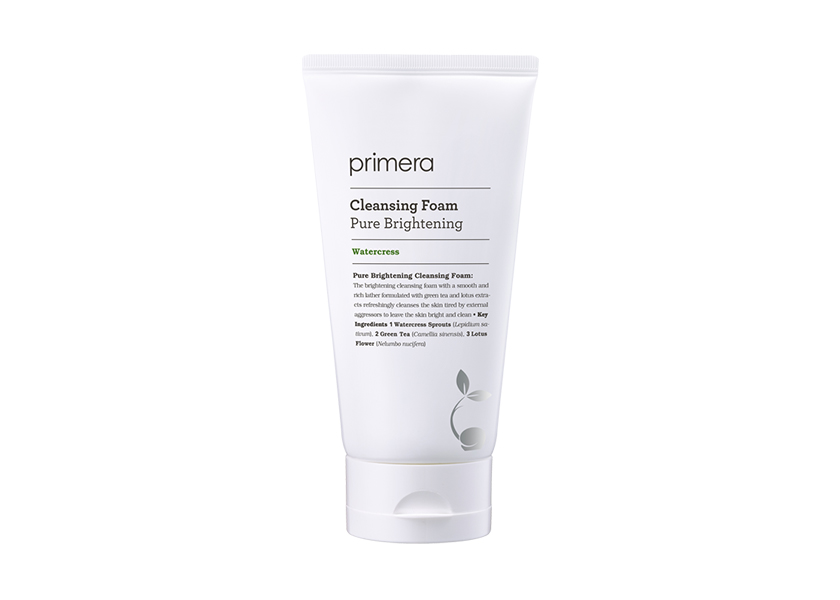 primera
Cleansing Foam
Pure Brightening
Watercress
Pure Brightening Cleansing Foam:
The brightening cleansing foam with a smooth and
rich lather formulated with green tea and lotus extra-
cts refreshingly cleanses the skin tired by external
aggressors to leave the skin bright and clean • Key
Ingredients 1 Watercress Sprouts (Lepidium sa-
tivum), 2 Green Tea (Camellia sinensis), 3 Lotus
Flower (Nelumbo nucifera)